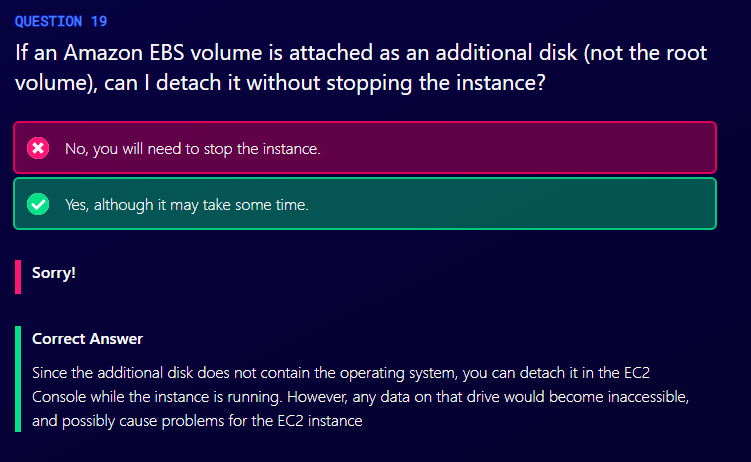 QUESTION 19
If an Amazon EBS volume is attached as an additional disk (not the root
volume), can I detach it without stopping the instance?
No, you will need to stop the instance.
Yes, although it may take some time.
Sorry!
Correct Answer
Since the additional disk does not contain the operating system, you can detach it in the EC2
Console while the instance is running. However, any data on that drive would become inaccessible,
and possibly cause problems for the EC2 instance